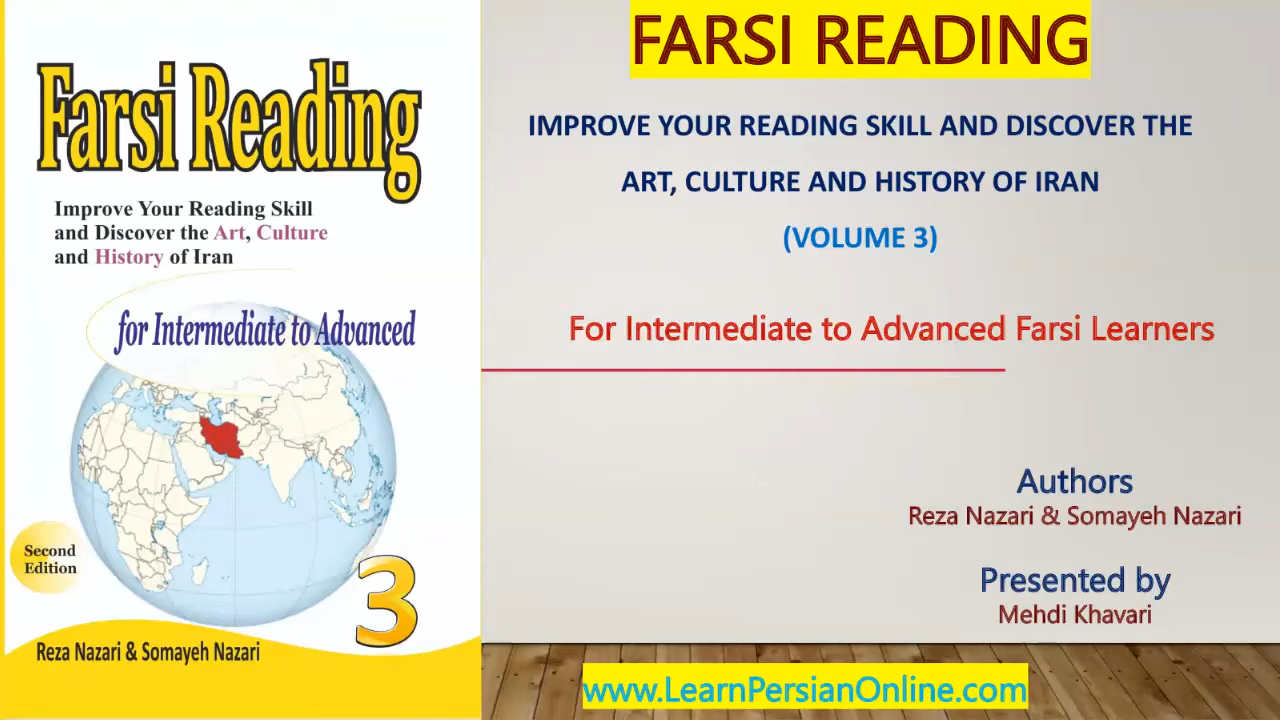 Farsi Reading
Improve Your Reading Skill
and Discover the Art, Culture
and History of Iran
for Intermediate to Advanced
Second
Edition
3
Reza Nazari & Somayeh Nazari
FARSI READING
IMPROVE YOUR READING SKILL AND DISCOVER THE
ART, CULTURE AND HISTORY OF IRAN
(VOLUME 3)
For Intermediate to Advanced Farsi Learners
Authors
Reza Nazari & Somayeh Nazari
Presented by
Mehdi Khavari
www.LearnPersianOnline.com